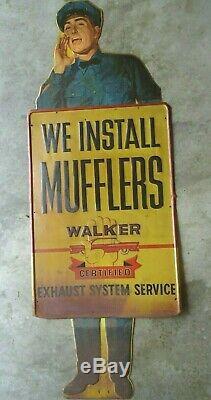 WE INSTALL
MUFFLERS
WALKER
CERTIFIED
EXHAUST SYSTEM SERVICE